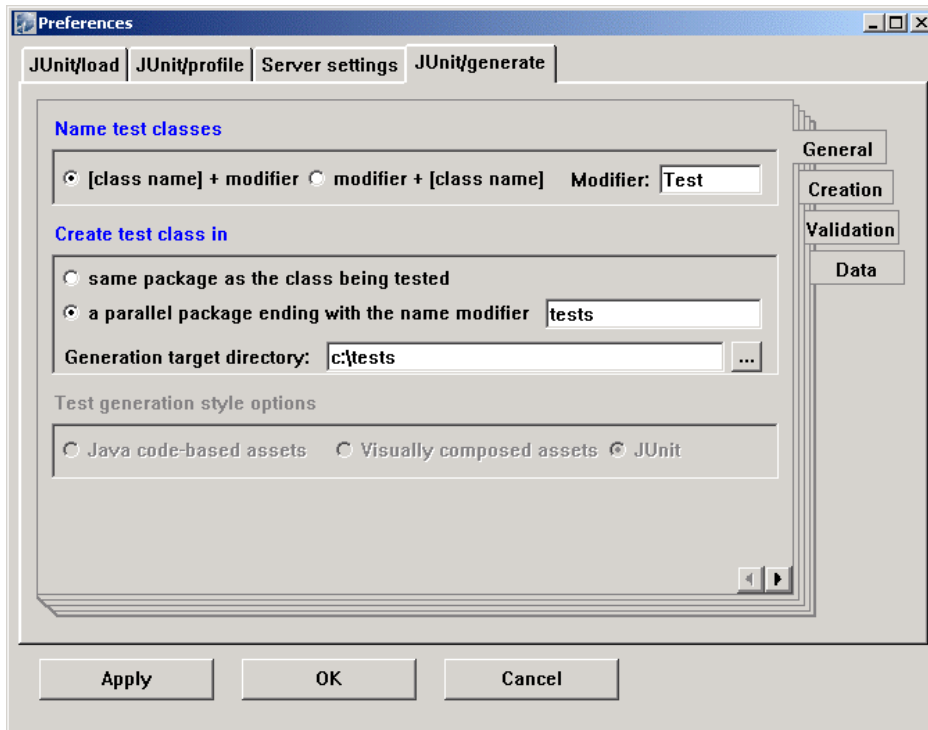 Preferences
JUnit/load JUnit/profile Server settings JUnit/generate
Name test classes
[class name] + modifier modifier + [class name] Modifier: Test
Create test class in
same package as the class being tested
a parallel package ending with the name modifier tests
Generation target directory: c:\tests ...
Test generation style options
Java code-based assets Visually composed assets JUnit
General
Creation
Validation
Data
Apply OK Cancel